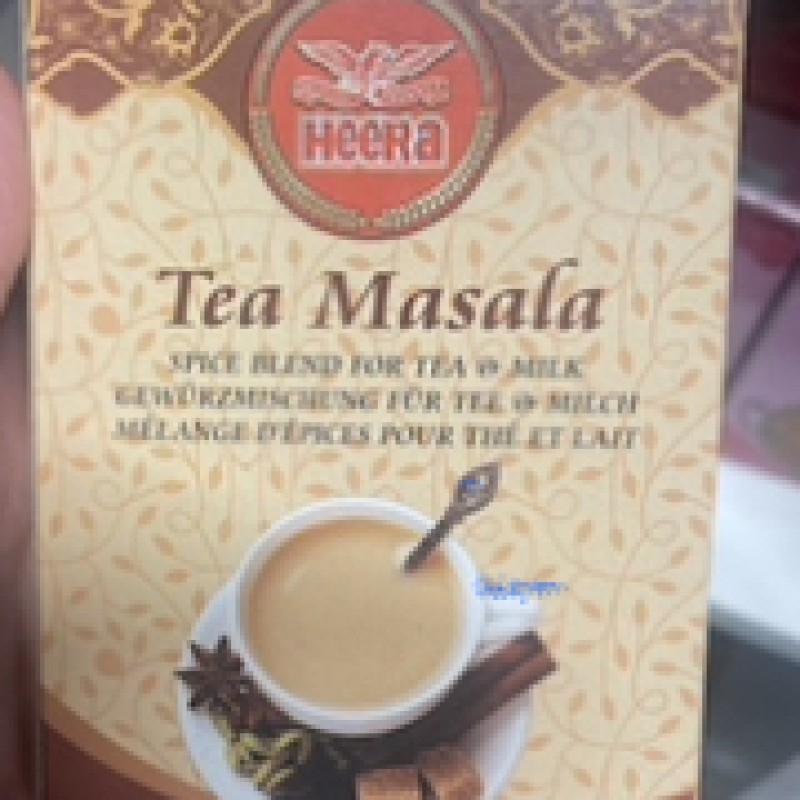 HEERA
Tea Masala
SPICE BLEND FOR TEA & MILK
GEWÜRZMISCHUNG FÜR TEE & MILCH
MÉLANGE D'ÉPICES POUR THÉ ET LAIT